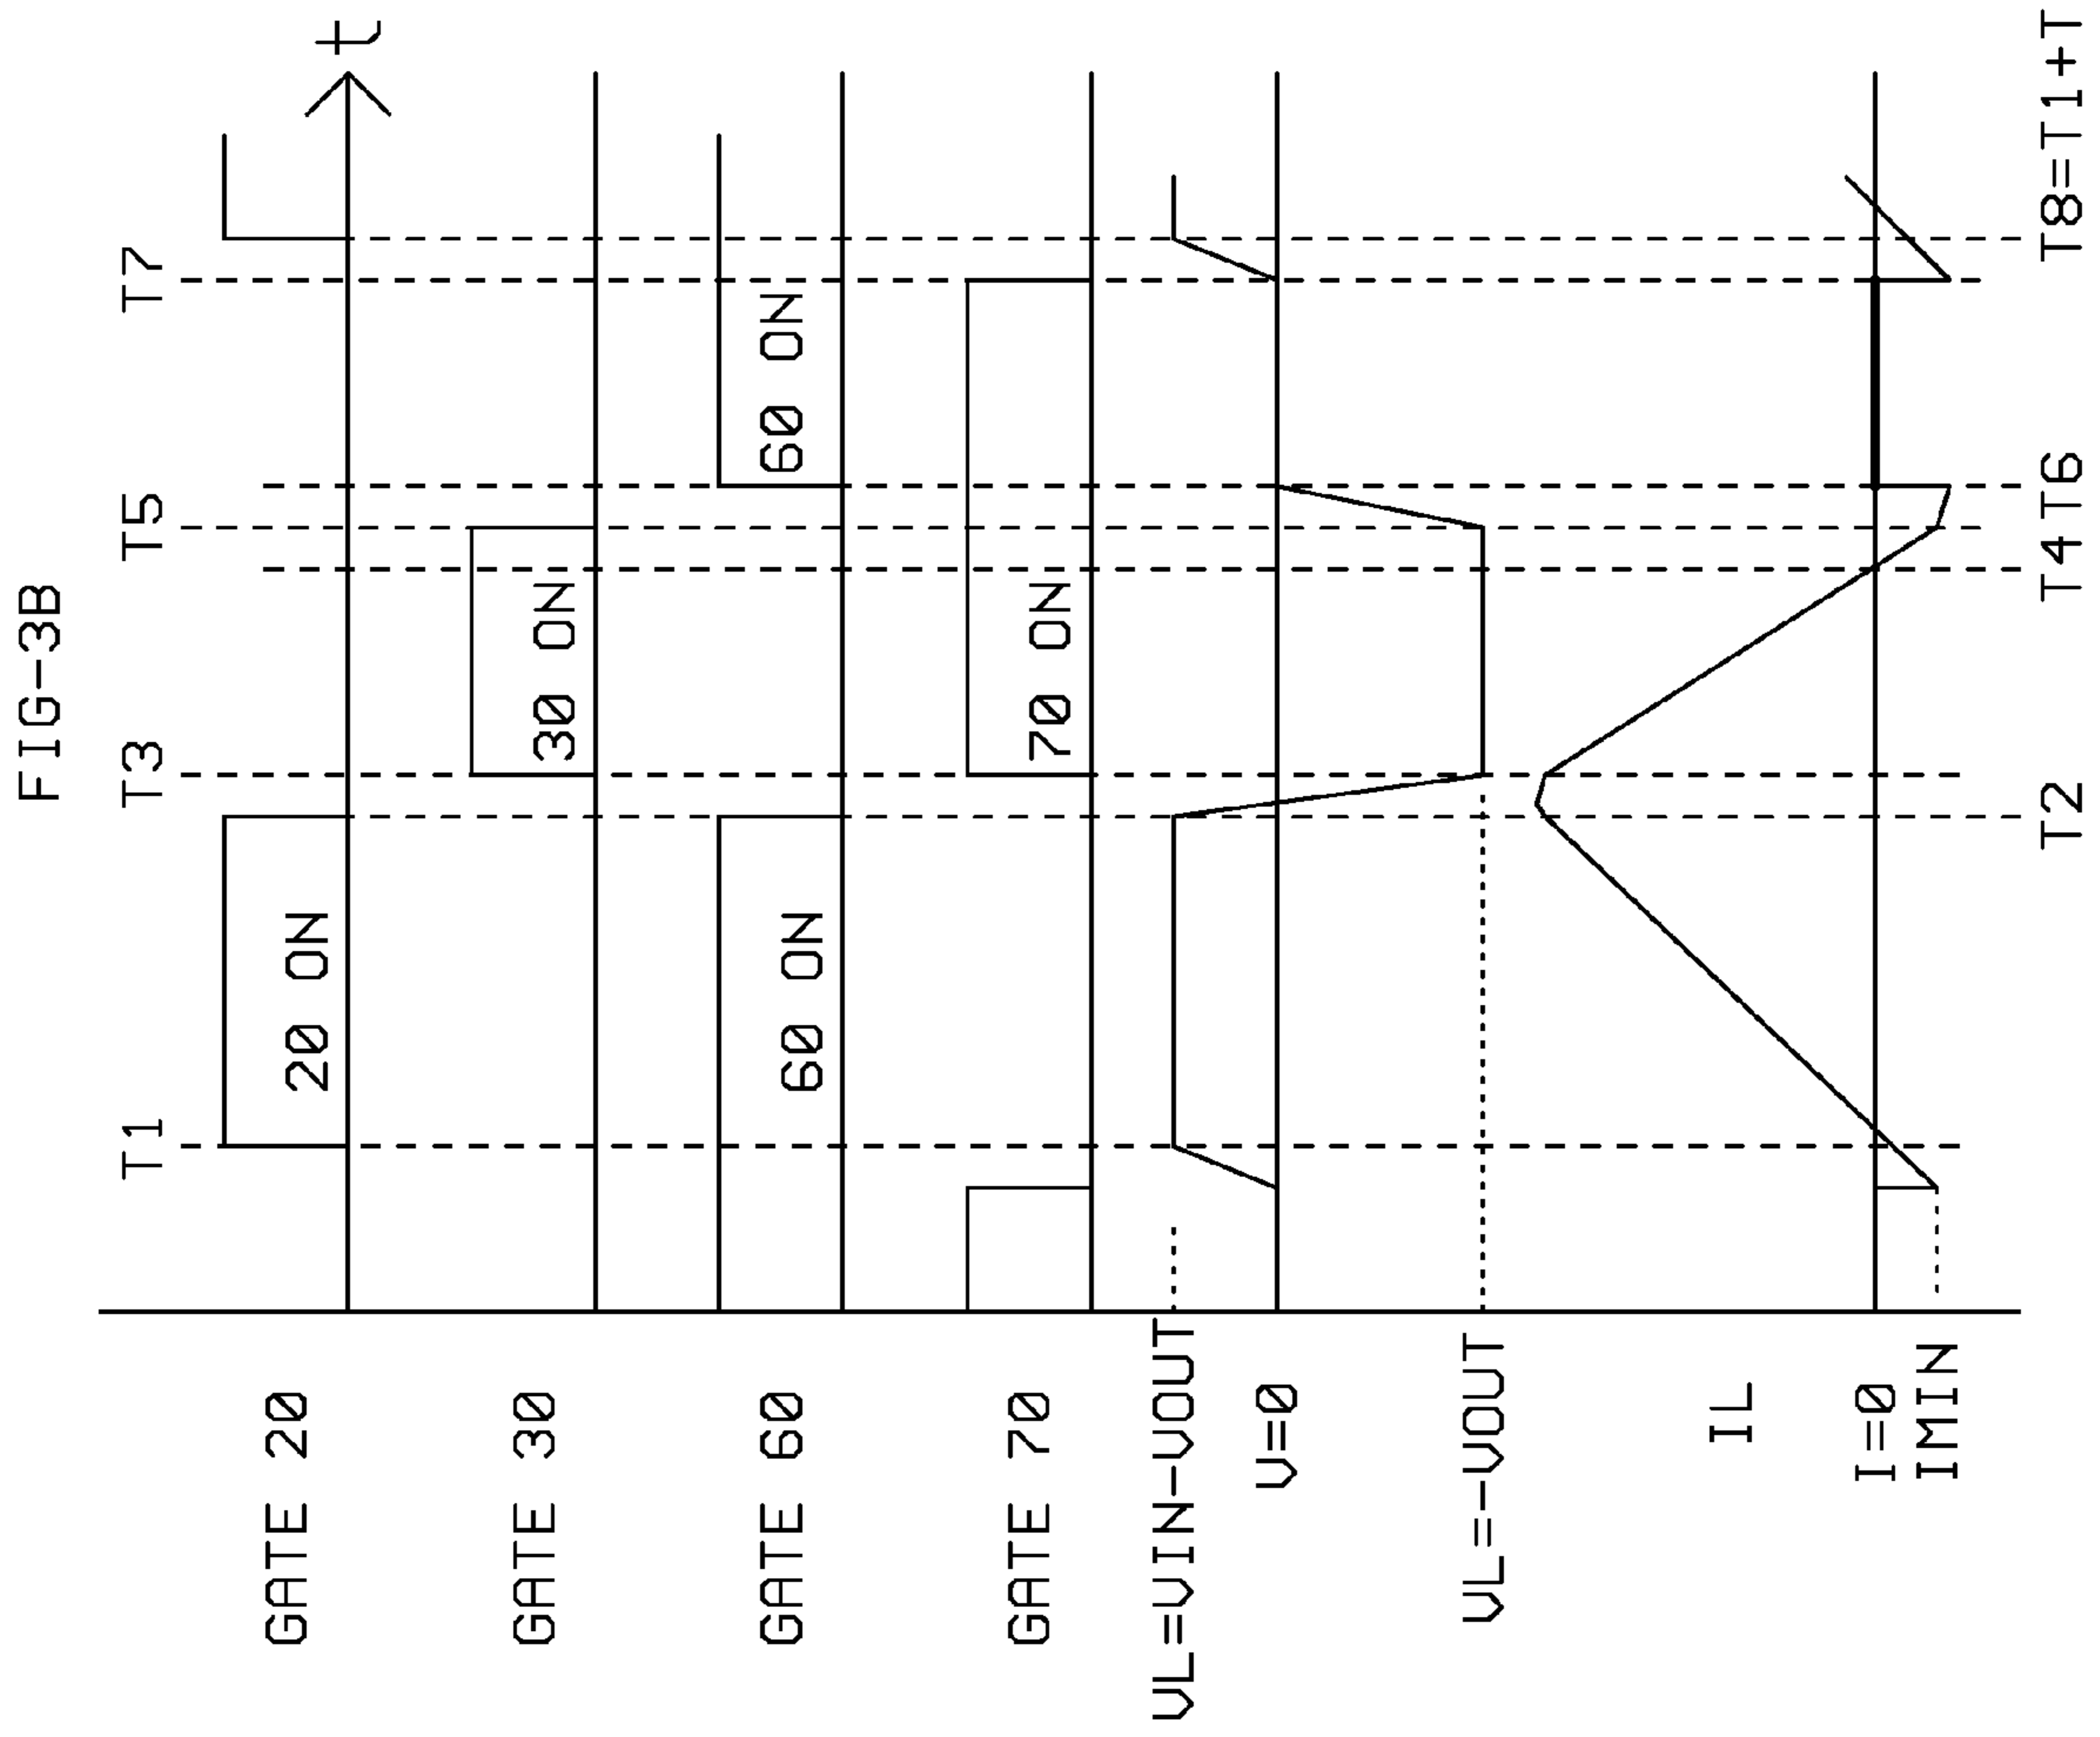 FIG-3B
T1
T3
T5
T7
t
GATE 20
20 ON
GATE 30
30 ON
GATE 60
60 ON
60 ON
GATE 70
70 ON
VL=VIN-VOUT
V=0
VL=-VOUT
IL
I=0
IMIN
T2
T4
T6
T8=T1+T